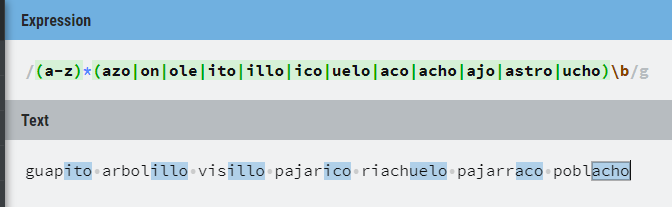 Expression
/(a-z)*(azo|on|ole|ito|illo|ico|uelo|aco|acho|ajo|astro|ucho)\b/g
Text
guapito arbolillo visillo pajarico riachuelo pajarraco poblacho